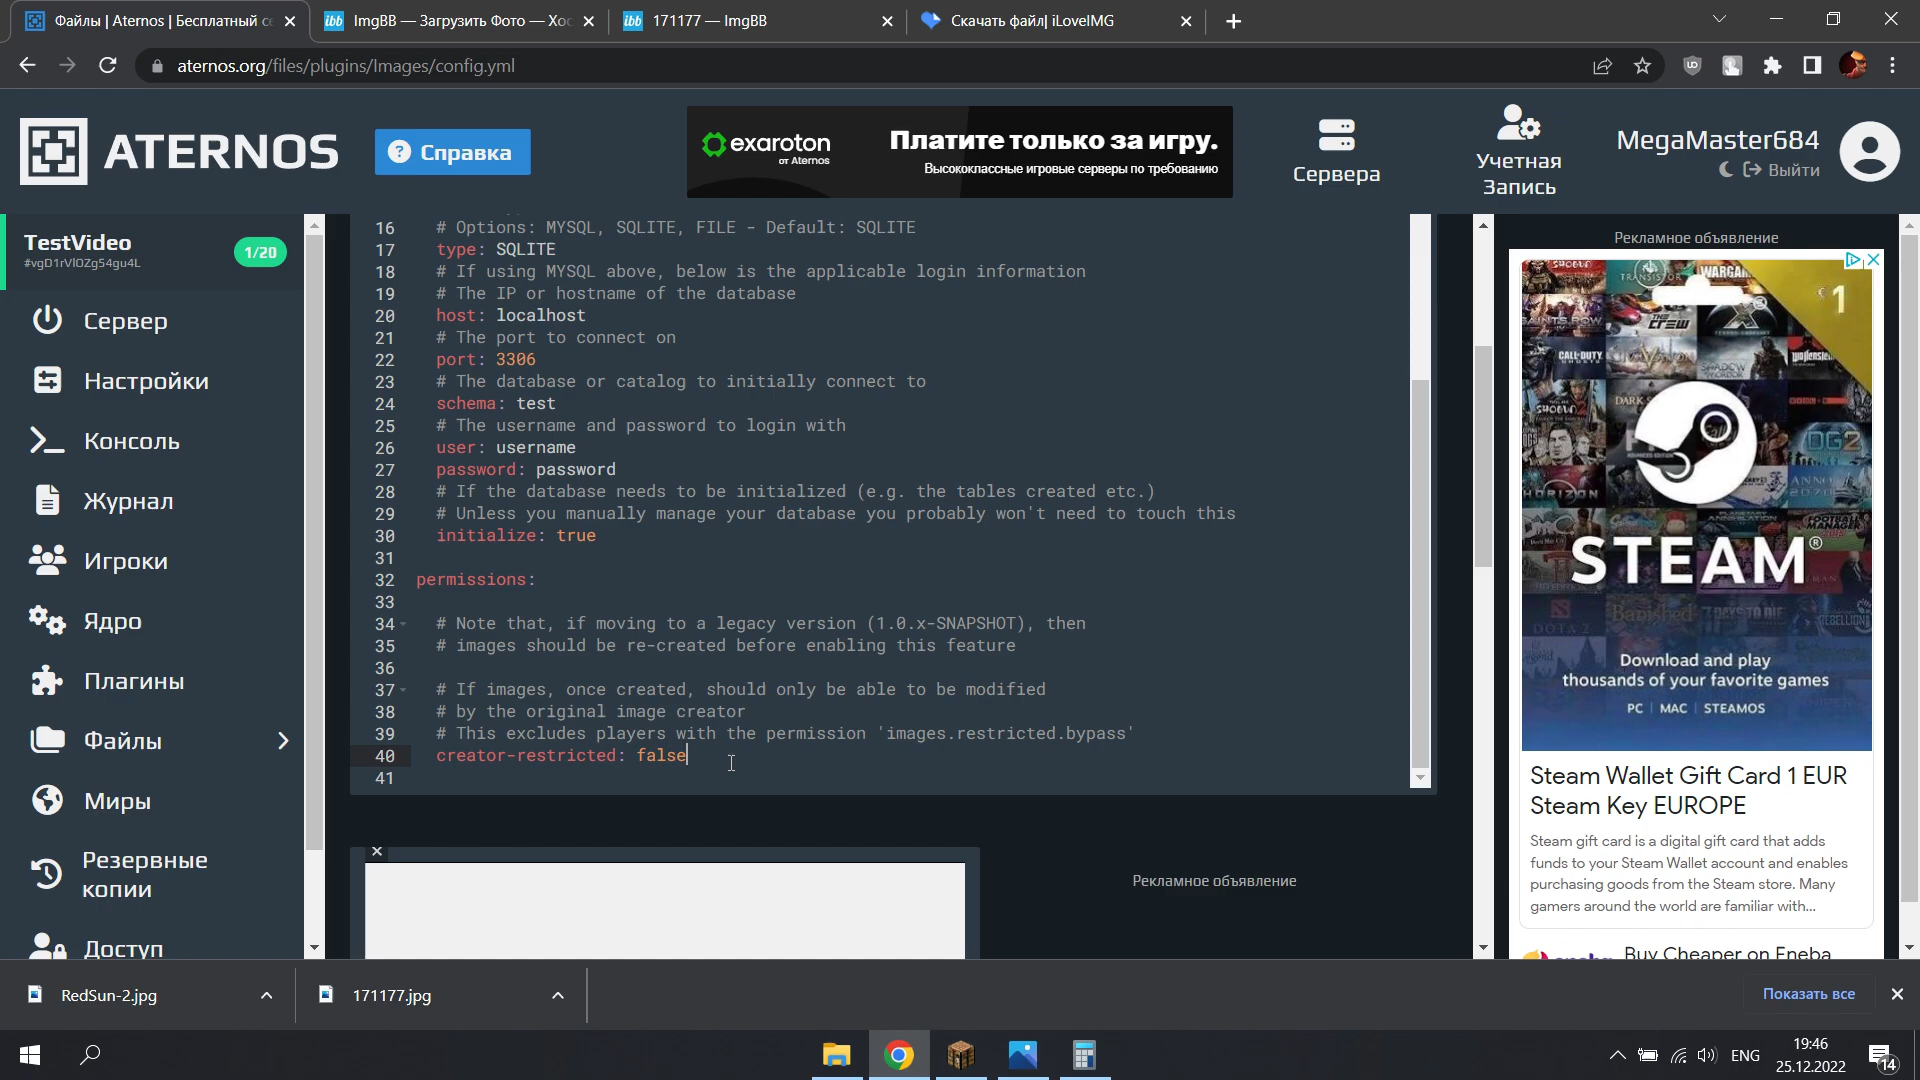 Файлы | Aternos | Бесплатный се
ImgBB — Загрузить Фото — Хос
171177 — ImgBB
Скачать файл| iLoveIMG
aternos.org/files/plugins/Images/config.yml
ATERNOS
Справка
exaroton
от Aternos
Платите только за игру.
Высококлассные игровые серверы по требованию
Сервера
Учетная
Запись
MegaMaster684
Выйти
TestVideo
1/20
Сервер
Настройки
Консоль
Журнал
Игроки
Ядро
Плагины
Файлы
Миры
Резервные
копии
Доступ
16 # Options: MYSQL, SQLITE, FILE - Default: SQLITE
17 type: SQLITE
18 # If using MYSQL above, below is the applicable login information
19 # The IP or hostname of the database
20 host: localhost
21 # The port to connect on
22 port: 3306
23 # The database or catalog to initially connect to
24 schema: test
25 # The username and password to login with
26 user: username
27 password: password
28 # If the database needs to be initialized (e.g. the tables created etc.)
29 # Unless you manually manage your database you probably won't need to touch this
30 initialize: true
31
32 permissions:
33
34 # Note that, if moving to a legacy version (1.0.x-SNAPSHOT), then
35 # images should be re-created before enabling this feature
36
37 # If images, once created, should only be able to be modified
38 # by the original image creator
39 # This excludes players with the permission 'images.restricted.bypass'
40 creator-restricted: false
41
Рекламное объявление
Рекламное объявление
€ 1
STEAM®
Download and play
thousands of your favorite games
PC | MAC | STEAMOS
Steam Wallet Gift Card 1 EUR
Steam Key EUROPE
Steam gift card is a digital gift card that adds
funds to your Steam Wallet account and enables
purchasing goods from the Steam store. Many
gamers around the world are familiar with...
Buy Cheaper on Eneba
RedSun-2.jpg
171177.jpg
Показать все
ENG
19:46
25.12.2022
14